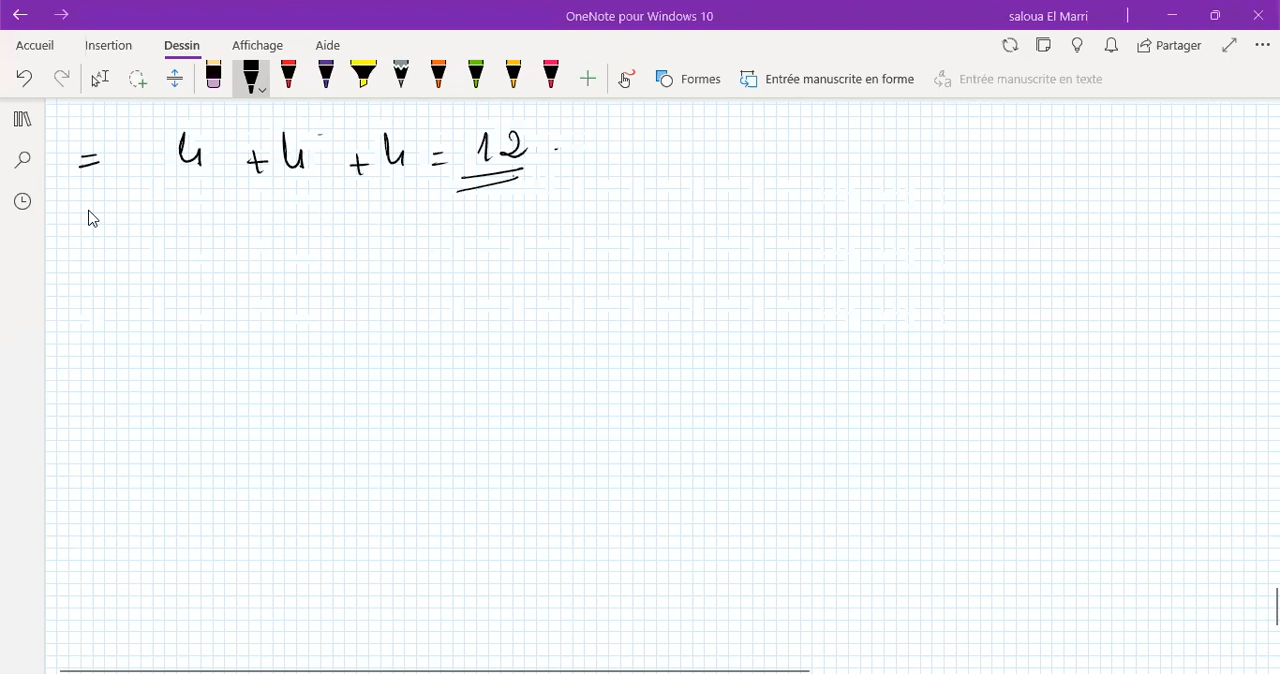 OneNote pour Windows 10
saloua El Marri
Accueil Insertion Dessin Affichage Aide
Partager
Formes Entrée manuscrite en forme Entrée manuscrite en texte
= 4 + 4 + 4 = 12